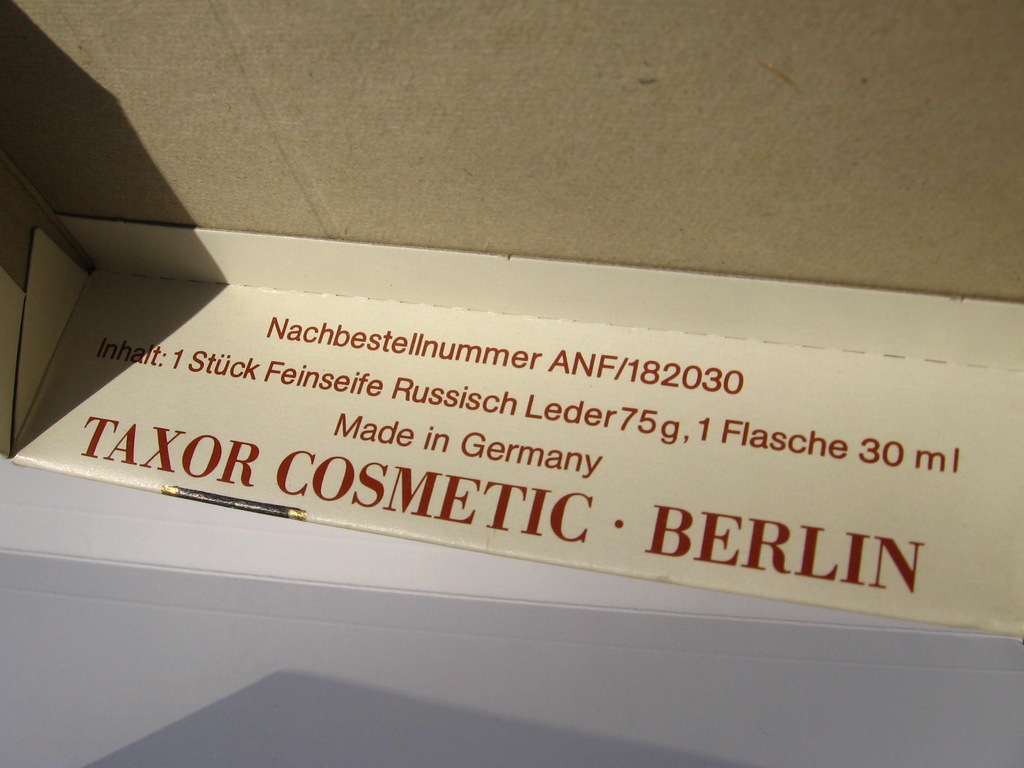 Nachbestellnummer ANF/182030
Inhalt: 1 Stück Feinseife Russisch Leder 75g, 1 Flasche 30 ml
Made in Germany
TAXOR COSMETIC · BERLIN